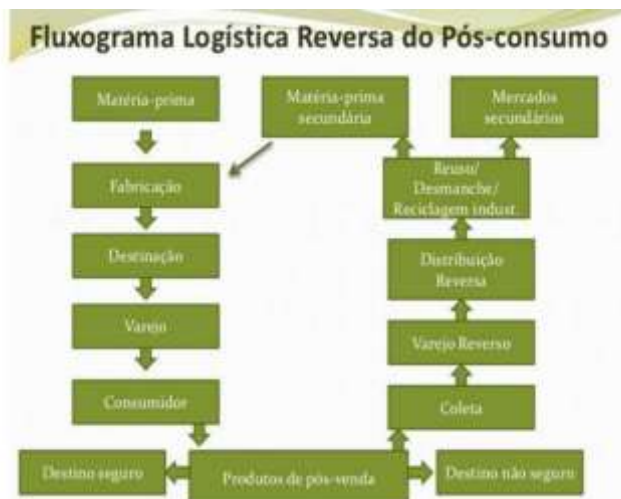 Fluxograma Logística Reversa do Pós-consumo
Matéria-prima
Matéria-prima
secundária
Mercados
secundários
Fabricação
Reuso/
Desmanche/
Reciclagem indust.
Destinação
Distribuição
Reversa
Varejo
Varejo Reverso
Consumidor
Coleta
Destino seguro
Produtos de pós-venda
Destino não seguro